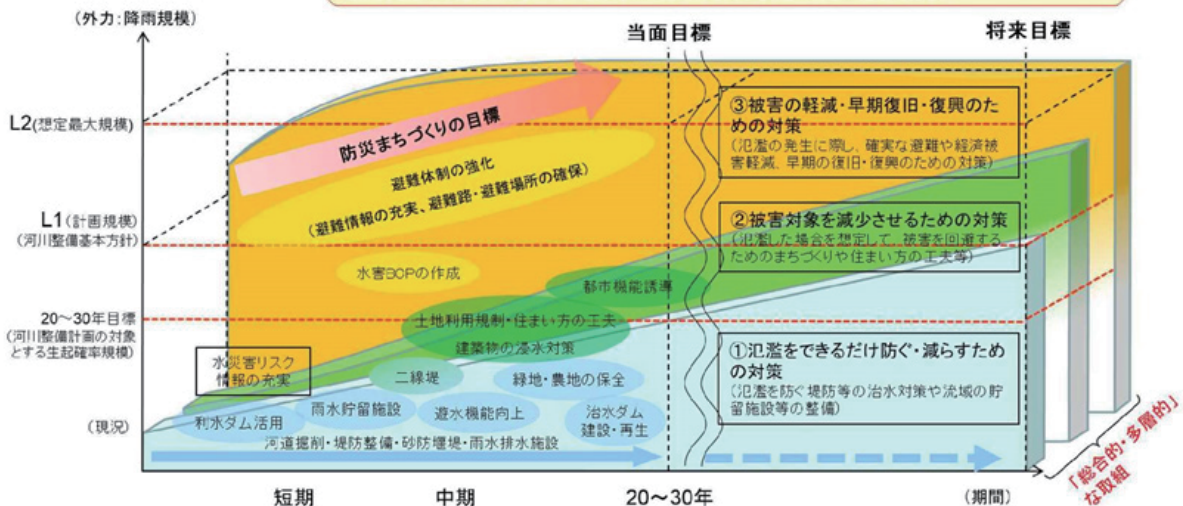 (外力:降雨規模)
当面目標
将来目標
L2(想定最大規模)
防災まちづくりの目標
③被害の軽減・早期復旧・復興のた
めの対策
(氾濫の発生に際し、確実な避難や経済被
害軽減、早期の復旧・復興のための対策)
避難体制の強化
(避難情報の充実、避難路・避難場所の確保)
L1(計画規模)
(河川整備基本方針)
②被害対象を減少させるための対策
(氾濫した場合を想定して、被害を回避する
ためのまちづくりや住まい方の工夫等)
水害BCPの作成
都市機能誘導
20~30年目標
(河川整備計画の対象
とする生起確率規模)
土地利用規制・住まい方の工夫
建築物の浸水対策
①氾濫をできるだけ防ぐ・減らすため
の対策
(氾濫を防ぐ堤防等の治水対策や流域の貯
留施設等の整備)
水災害リスク
情報の充実
二線堤
緑地・農地の保全
(現況)
利水ダム活用
雨水貯留施設
遊水機能向上
治水ダム
建設・再生
河道掘削・堤防整備・砂防堰堤・雨水排水施設
「総合的・多層的」
な取組
短期
中期
20~30年
(期間)